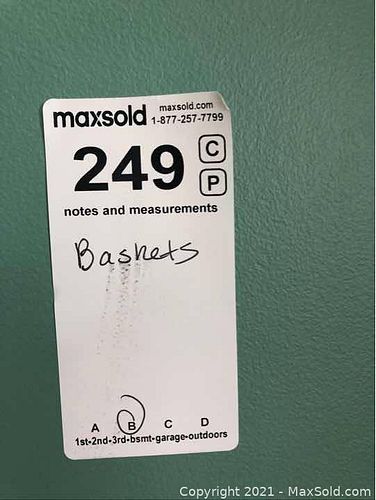 maxsold maxsold.com
1-877-257-7799
249 C
P
notes and measurements
Baskets
A B C D
1st-2nd-3rd-bsmt-garage-outdoors
Copyright 2021 - MaxSold.com